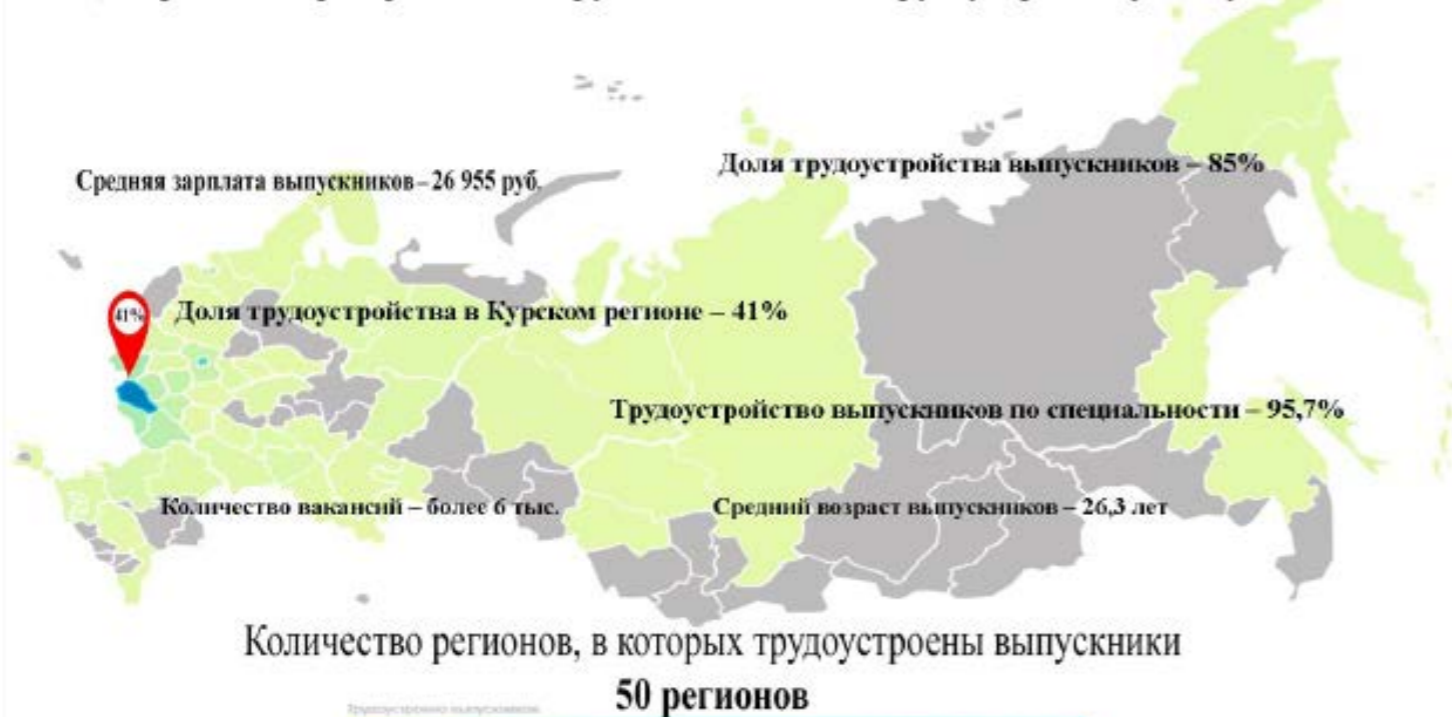 Средняя зарплата выпускников – 26 955 руб.
Доля трудоустройства выпускников – 85%
41%
Доля трудоустройства в Курском регионе – 41%
Трудоустройство выпускников по специальности – 95,7%
Количество вакансий – более 6 тыс.
Средний возраст выпускников – 26,3 лет
Количество регионов, в которых трудоустроены выпускники
50 регионов